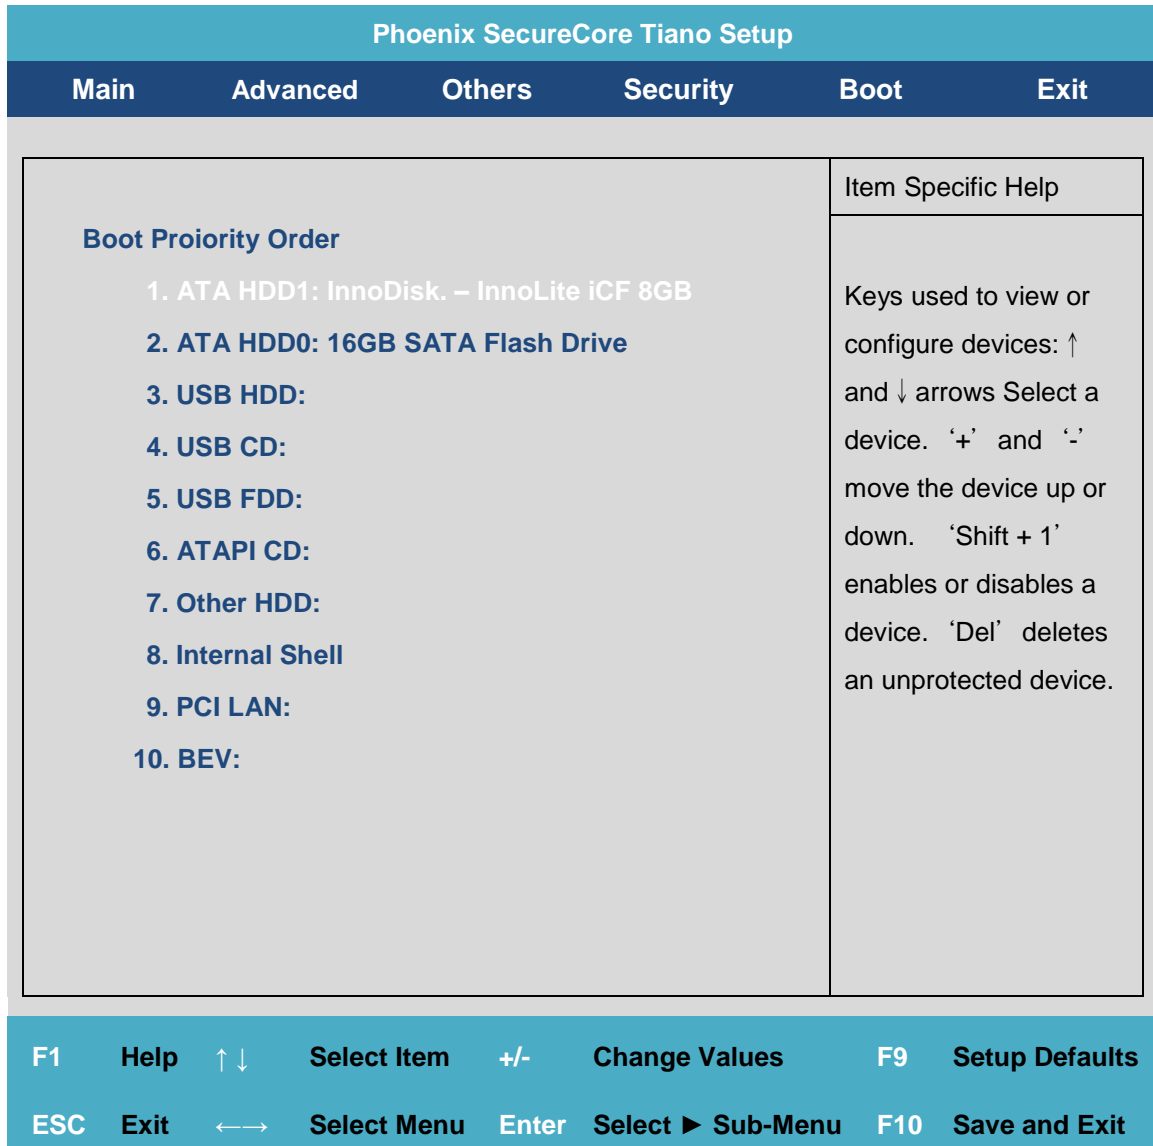 Phoenix SecureCore Tiano Setup
Main Advanced Others Security Boot Exit
Boot Proiority Order
1. ATA HDD1: InnoDisk. – InnoLite iCF 8GB
2. ATA HDD0: 16GB SATA Flash Drive
3. USB HDD:
4. USB CD:
5. USB FDD:
6. ATAPI CD:
7. Other HDD:
8. Internal Shell
9. PCI LAN:
10. BEV:
Item Specific Help
Keys used to view or
configure devices: ↑
and ↓ arrows Select a
device. ‘+’ and ‘-’
move the device up or
down. ‘Shift + 1’
enables or disables a
device. ‘Del’ deletes
an unprotected device.
F1 Help ↑↓ Select Item +/- Change Values F9 Setup Defaults
ESC Exit ←→ Select Menu Enter Select ► Sub-Menu F10 Save and Exit